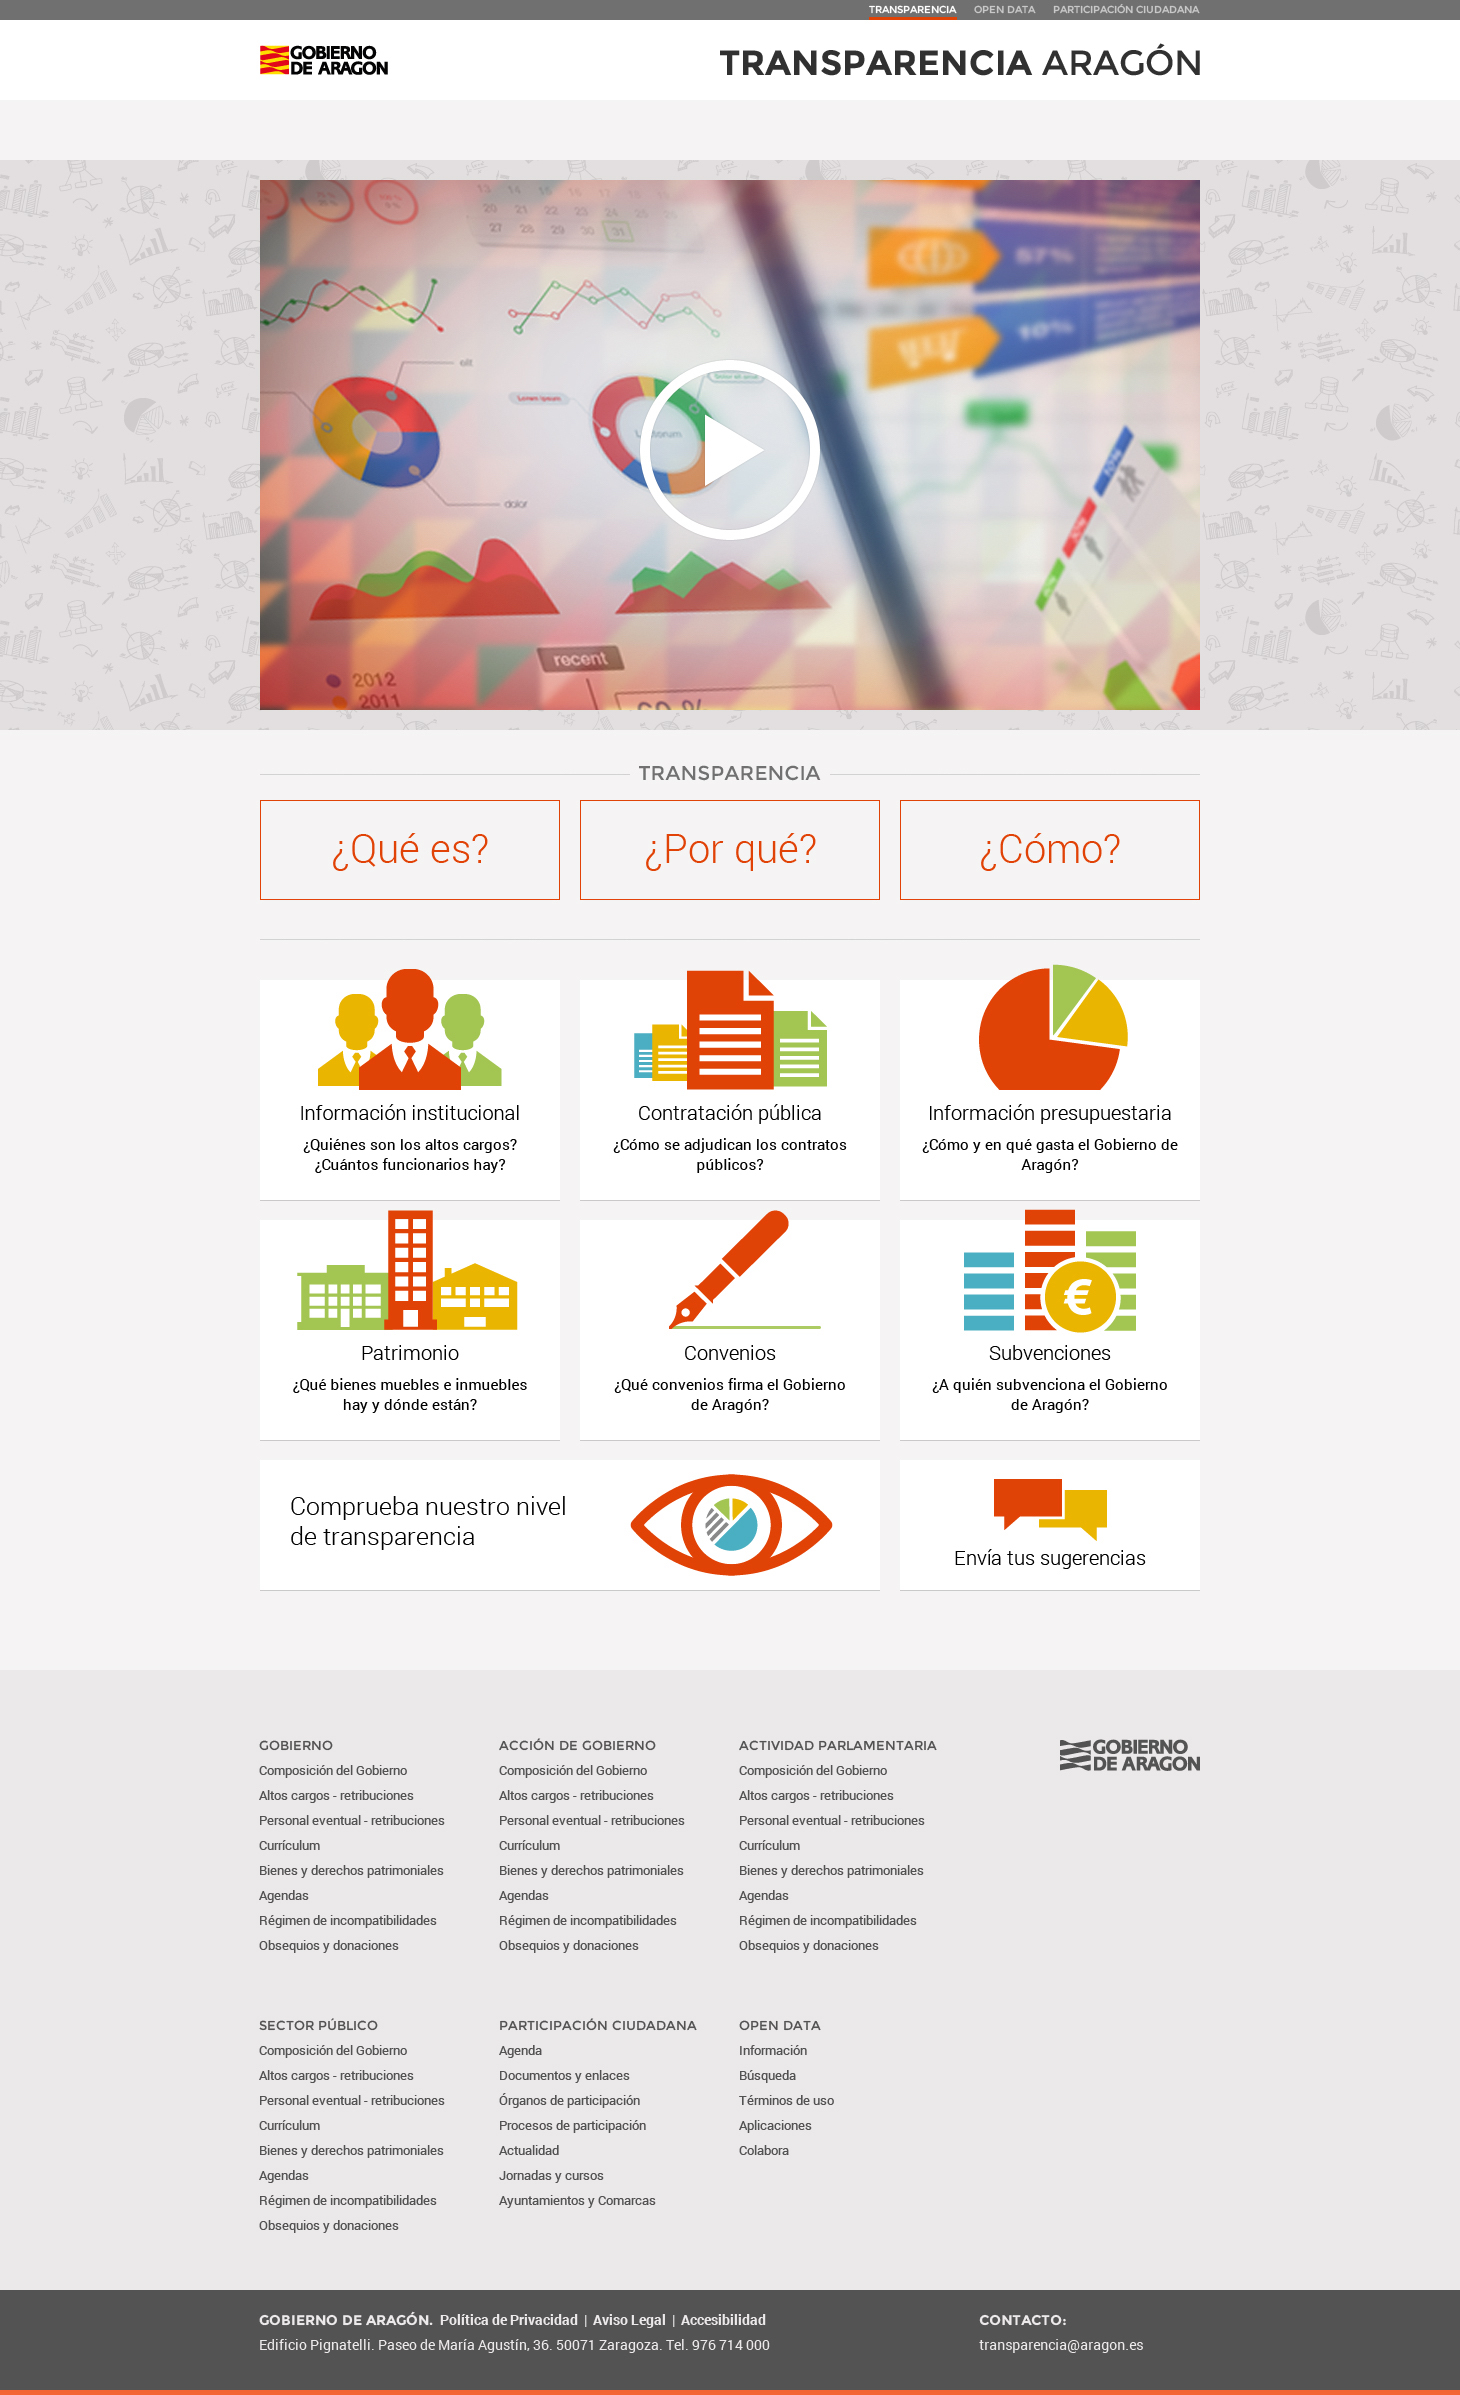 TRANSPARENCIA OPEN DATA PARTICIPACIÓN CIUDADANA
GOBIERNO
DE ARAGON
TRANSPARENCIA ARAGÓN
13 14 15 16 17 18
20 21 22 23 24 25
27 28 29 30 31
57%
10%
elit
Lorem ipsum
dolor
recent
2012
2011
TRANSPARENCIA
¿Qué es?
¿Por qué?
¿Cómo?
Información institucional
¿Quiénes son los altos cargos?
¿Cuántos funcionarios hay?
Contratación pública
¿Cómo se adjudican los contratos
públicos?
Información presupuestaria
¿Cómo y en qué gasta el Gobierno de
Aragón?
€
Patrimonio
¿Qué bienes muebles e inmuebles
hay y dónde están?
Convenios
¿Qué convenios firma el Gobierno
de Aragón?
Subvenciones
¿A quién subvenciona el Gobierno
de Aragón?
Comprueba nuestro nivel
de transparencia
Envía tus sugerencias
GOBIERNO
Composición del Gobierno
Altos cargos - retribuciones
Personal eventual - retribuciones
Currículum
Bienes y derechos patrimoniales
Agendas
Régimen de incompatibilidades
Obsequios y donaciones
ACCIÓN DE GOBIERNO
Composición del Gobierno
Altos cargos - retribuciones
Personal eventual - retribuciones
Currículum
Bienes y derechos patrimoniales
Agendas
Régimen de incompatibilidades
Obsequios y donaciones
ACTIVIDAD PARLAMENTARIA
Composición del Gobierno
Altos cargos - retribuciones
Personal eventual - retribuciones
Currículum
Bienes y derechos patrimoniales
Agendas
Régimen de incompatibilidades
Obsequios y donaciones
GOBIERNO
DE ARAGON
SECTOR PÚBLICO
Composición del Gobierno
Altos cargos - retribuciones
Personal eventual - retribuciones
Currículum
Bienes y derechos patrimoniales
Agendas
Régimen de incompatibilidades
Obsequios y donaciones
PARTICIPACIÓN CIUDADANA
Agenda
Documentos y enlaces
Órganos de participación
Procesos de participación
Actualidad
Jornadas y cursos
Ayuntamientos y Comarcas
OPEN DATA
Información
Búsqueda
Términos de uso
Aplicaciones
Colabora
GOBIERNO DE ARAGÓN. Política de Privacidad | Aviso Legal | Accesibilidad
Edificio Pignatelli. Paseo de María Agustín, 36. 50071 Zaragoza. Tel. 976 714 000
CONTACTO:
transparencia@aragon.es